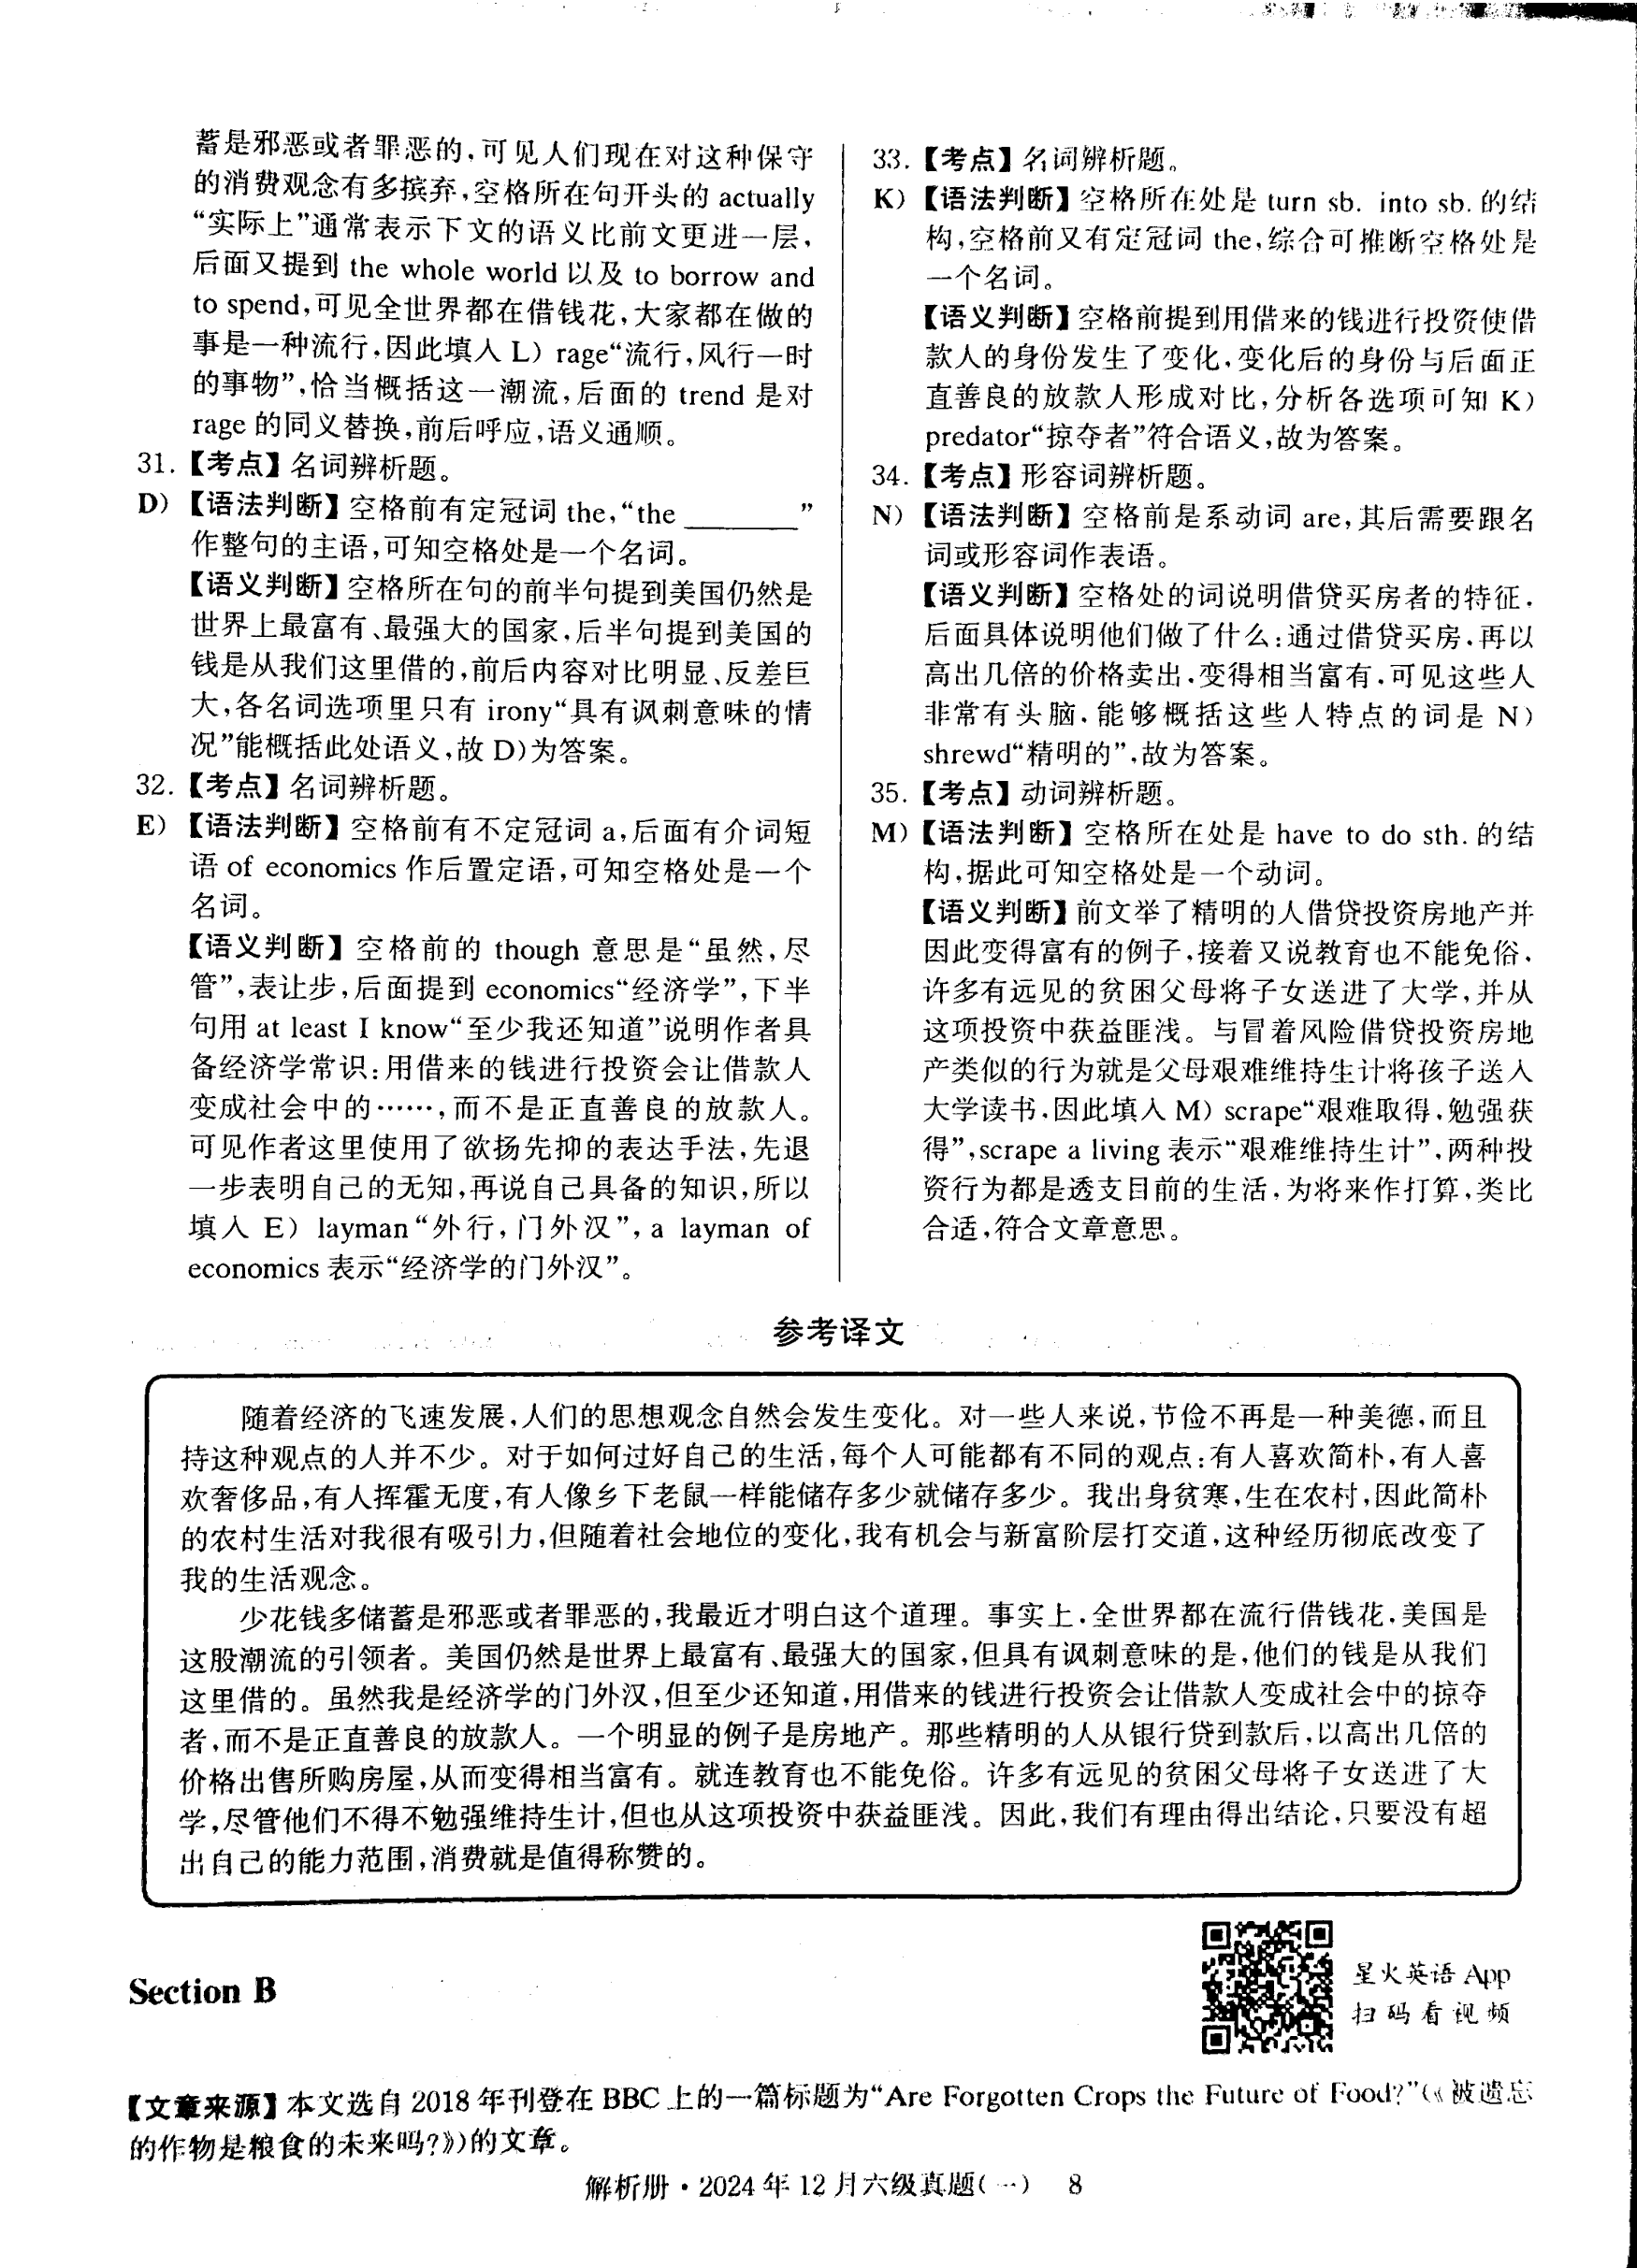 蓄是邪恶或者罪恶的,可见人们现在对这种保守
的消费观念有多摈弃,空格所在句开头的 actually
“实际上”通常表示下文的语义比前文更进一层,
后面又提到 the whole world 以及 to borrow and
to spend,可见全世界都在借钱花,大家都在做的
事是一种流行,因此填入 L) rage“流行,风行一时
的事物”,恰当概括这一潮流,后面的 trend 是对
rage 的同义替换,前后呼应,语义通顺。
31.【考点】名词辨析题。
D)【语法判断】空格前有定冠词 the,“the ________”
作整句的主语,可知空格处是一个名词。
【语义判断】空格所在句的前半句提到美国仍然是
世界上最富有、最强大的国家,后半句提到美国的
钱是从我们这里借的,前后内容对比明显、反差巨
大,各名词选项里只有 irony“具有讽刺意味的情
况”能概括此处语义,故 D)为答案。
32.【考点】名词辨析题。
E)【语法判断】空格前有不定冠词 a,后面有介词短
语 of economics 作后置定语,可知空格处是一个
名词。
【语义判断】空格前的 though 意思是“虽然,尽
管”,表让步,后面提到 economics“经济学”,下半
句用 at least I know“至少我还知道”说明作者具
备经济学常识:用借来的钱进行投资会让借款人
变成社会中的……,而不是正直善良的放款人。
可见作者这里使用了欲扬先抑的表达手法,先退
一步表明自己的无知,再说自己具备的知识,所以
填入 E) layman“外行,门外汉”,a layman of
economics 表示“经济学的门外汉”。
33.【考点】名词辨析题。
K)【语法判断】空格所在处是 turn sb. into sb. 的结
构,空格前又有定冠词 the,综合可推断空格处是
一个名词。
【语义判断】空格前提到用借来的钱进行投资使借
款人的身份发生了变化,变化后的身份与后面正
直善良的放款人形成对比,分析各选项可知 K)
predator“掠夺者”符合语义,故为答案。
34.【考点】形容词辨析题。
N)【语法判断】空格前是系动词 are,其后需要跟名
词或形容词作表语。
【语义判断】空格处的词说明借贷买房者的特征,
后面具体说明他们做了什么:通过借贷买房,再以
高出几倍的价格卖出,变得相当富有,可见这些人
非常有头脑,能够概括这些人特点的词是 N)
shrewd“精明的”,故为答案。
35.【考点】动词辨析题。
M)【语法判断】空格所在处是 have to do sth. 的结
构,据此可知空格处是一个动词。
【语义判断】前文举了精明的人借贷投资房地产并
因此变得富有的例子,接着又说教育也不能免俗,
许多有远见的贫困父母将子女送进了大学,并从
这项投资中获益匪浅。与冒着风险借贷投资房地
产类似的行为就是父母艰难维持生计将孩子送入
大学读书,因此填入 M) scrape“艰难取得,勉强获
得”,scrape a living 表示“艰难维持生计”,两种投
资行为都是透支目前的生活,为将来作打算,类比
合适,符合文章意思。
参考译文
随着经济的飞速发展,人们的思想观念自然会发生变化。对一些人来说,节俭不再是一种美德,而且
持这种观点的人并不少。对于如何过好自己的生活,每个人可能都有不同的观点:有人喜欢简朴,有人喜
欢奢侈品,有人挥霍无度,有人像乡下老鼠一样能储存多少就储存多少。我出身贫寒,生在农村,因此简朴
的农村生活对我很有吸引力,但随着社会地位的变化,我有机会与新富阶层打交道,这种经历彻底改变了
我的生活观念。
少花钱多储蓄是邪恶或者罪恶的,我最近才明白这个道理。事实上,全世界都在流行借钱花,美国是
这股潮流的引领者。美国仍然是世界上最富有、最强大的国家,但具有讽刺意味的是,他们的钱是从我们
这里借的。虽然我是经济学的门外汉,但至少还知道,用借来的钱进行投资会让借款人变成社会中的掠夺
者,而不是正直善良的放款人。一个明显的例子是房地产。那些精明的人从银行贷到款后,以高出几倍的
价格出售所购房屋,从而变得相当富有。就连教育也不能免俗。许多有远见的贫困父母将子女送进了大
学,尽管他们不得不勉强维持生计,但也从这项投资中获益匪浅。因此,我们有理由得出结论,只要没有超
出自己的能力范围,消费就是值得称赞的。
Section B
星火英语 App
扫码看视频
【文章来源】本文选自 2018 年刊登在 BBC 上的一篇标题为“Are Forgotten Crops the Future of Food?”(《被遗忘
的作物是粮食的未来吗?》)的文章。
解析册·2024 年 12 月六级真题(一) 8